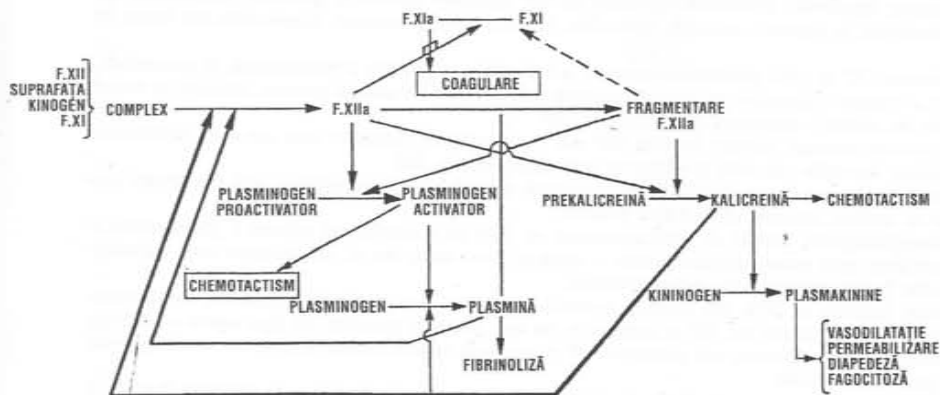 F.XIa F.XI
COAGULARE
F.XII
SUPRAFAȚA
KINOGEN
F.XI
COMPLEX
F.XIIa
FRAGMENTARE
F.XIIa
PLASMINOGEN
PROACTIVATOR
PLASMINOGEN
ACTIVATOR
PREKALICREINĂ
KALICREINĂ
CHEMOTACTISM
CHEMOTACTISM
PLASMINOGEN
PLASMINĂ
KININOGEN
PLASMAKININE
FIBRINOLIZĂ
VASODILATAȚIE
PERMEABILIZARE
DIAPEDEZĂ
FAGOCITOZĂ